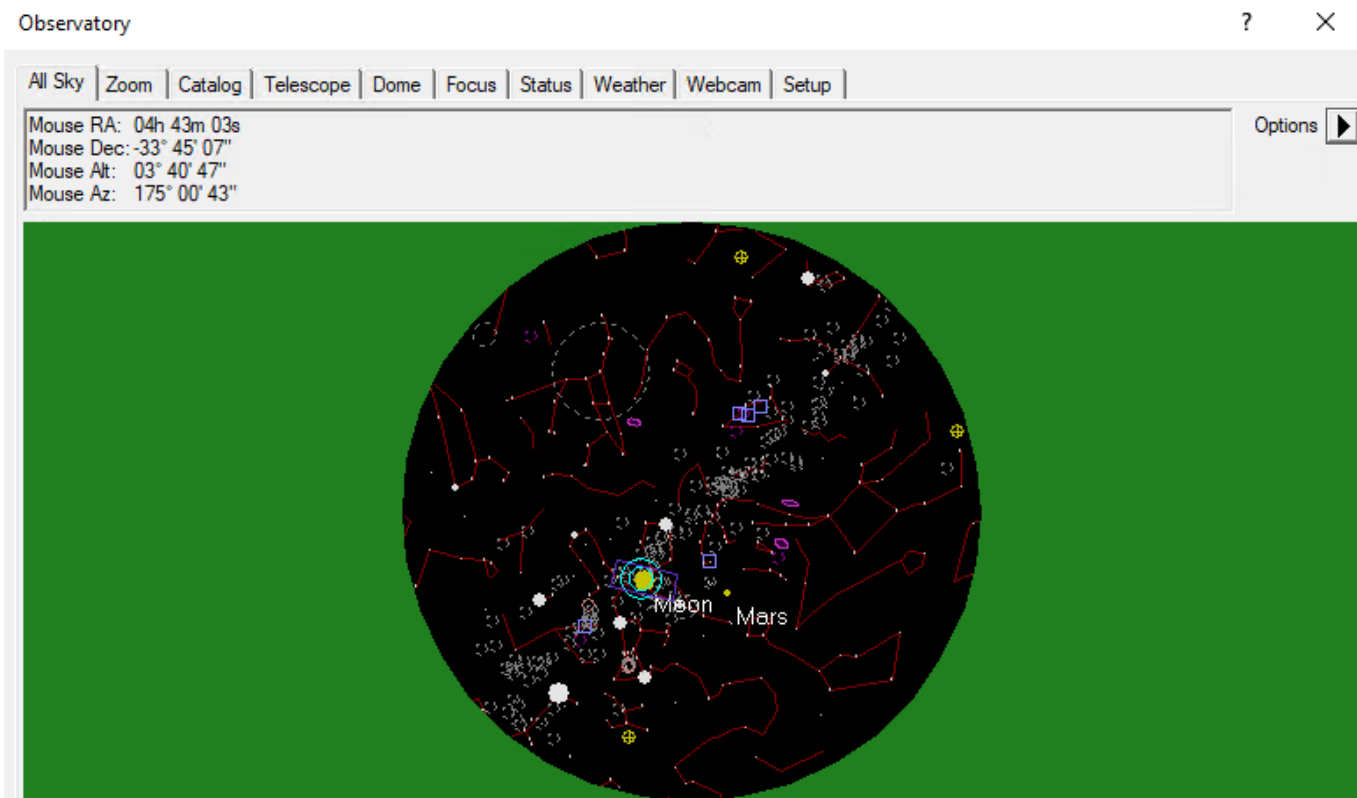 Observatory
?
All Sky Zoom Catalog Telescope Dome Focus Status Weather Webcam Setup
Mouse RA: 04h 43m 03s
Mouse Dec: -33° 45' 07"
Mouse Alt: 03° 40' 47"
Mouse Az: 175° 00' 43"
Options
Moon
Mars